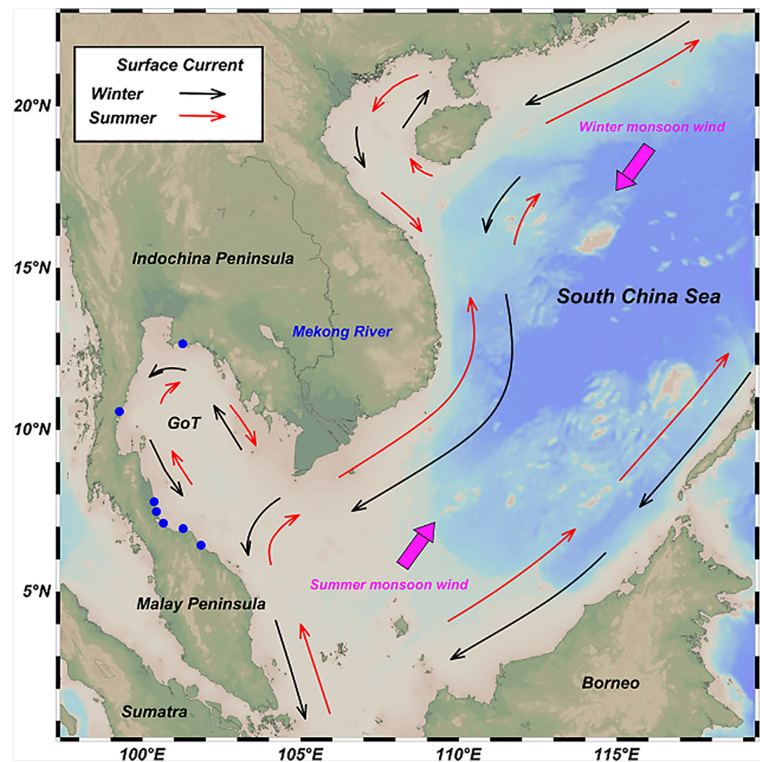 Surface Current
Winter
Summer
20°N
Winter monsoon wind
Indochina Peninsula
15°N
South China Sea
Mekong River
GoT
10°N
Summer monsoon wind
5°N
Malay Peninsula
Borneo
Sumatra
100°E
105°E
110°E
115°E